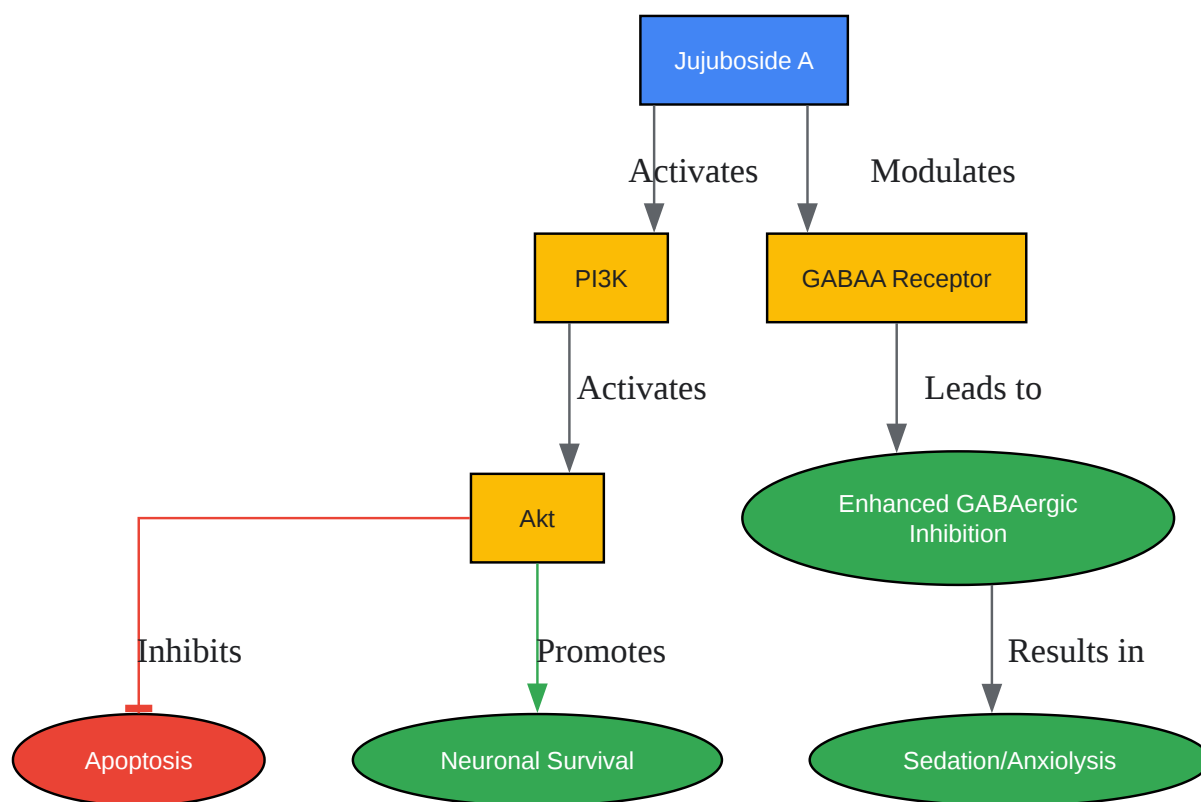 Jujuboside A
Activates
Modulates
PI3K
GABAA Receptor
Activates
Leads to
Akt
Enhanced GABAergic
Inhibition
Inhibits
Promotes
Results in
Apoptosis
Neuronal Survival
Sedation/Anxiolysis